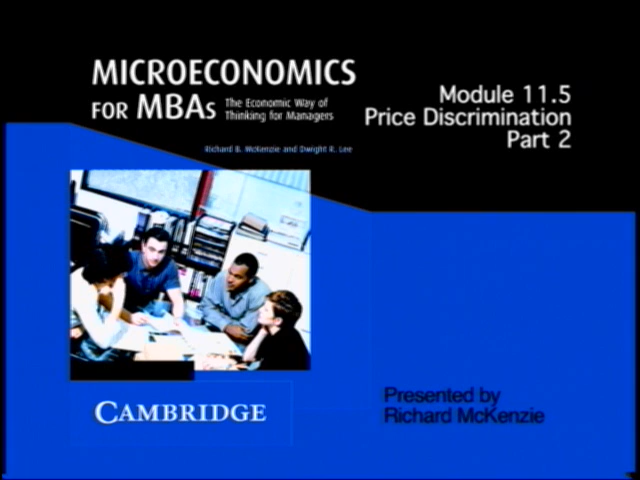 MICROECONOMICS
FOR MBAs The Economic Way of
Thinking for Managers
Richard B. McKenzie and Dwight R. Lee
Module 11.5
Price Discrimination
Part 2
CAMBRIDGE
Presented by
Richard McKenzie